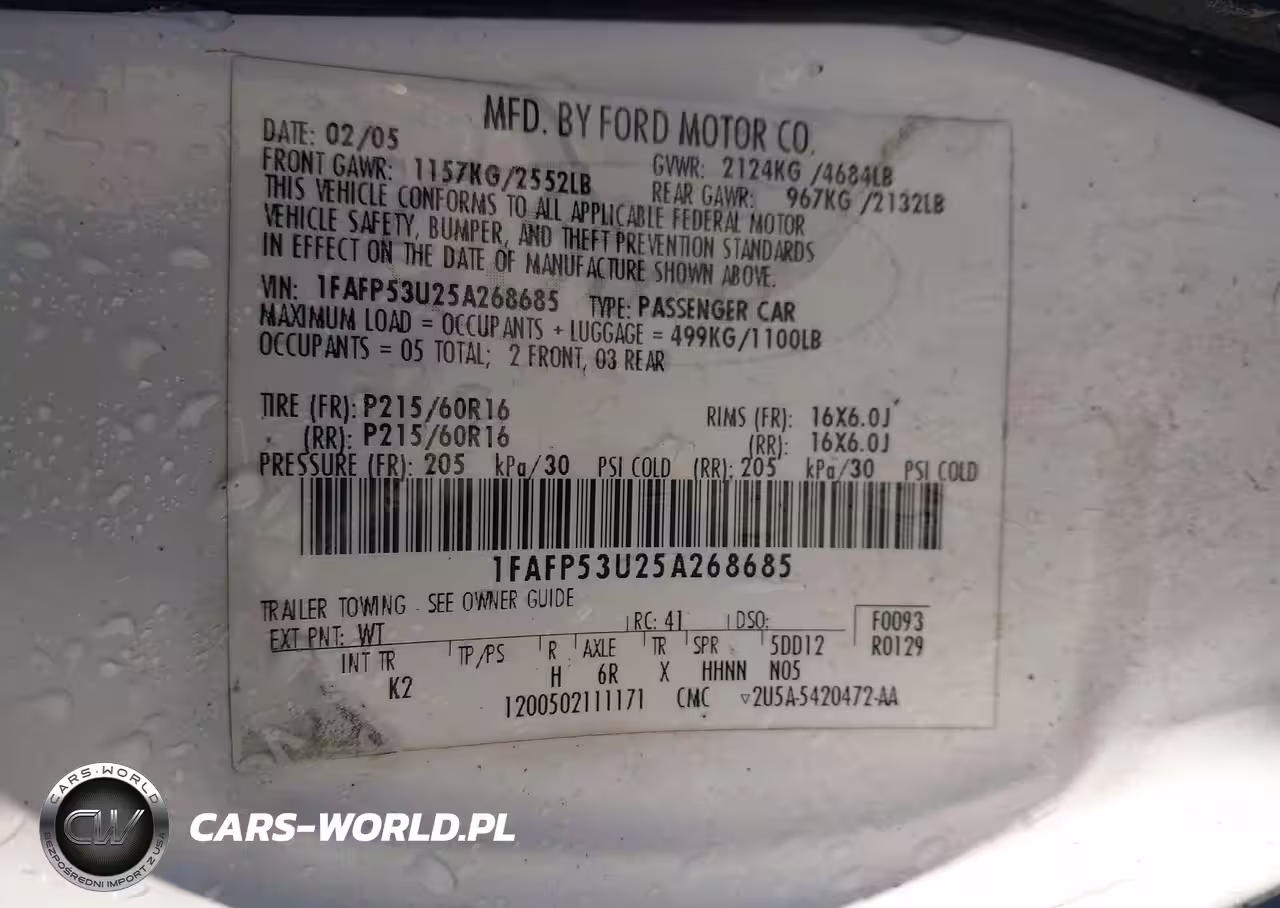 MFD. BY FORD MOTOR CO.
DATE: 02/05
GVWR: 2124KG /4684LB
FRONT GAWR: 1157KG/2552LB
REAR GAWR: 967KG /2132LB
THIS VEHICLE CONFORMS TO ALL APPLICABLE FEDERAL MOTOR
VEHICLE SAFETY, BUMPER, AND THEFT PREVENTION STANDARDS
IN EFFECT ON THE DATE OF MANUFACTURE SHOWN ABOVE.
VIN: 1FAFP53U25A268685 TYPE: PASSENGER CAR
MAXIMUM LOAD = OCCUPANTS + LUGGAGE = 499KG/1100LB
OCCUPANTS = 05 TOTAL; 2 FRONT, 03 REAR
TIRE (FR): P215/60R16 RIMS (FR): 16X6.0J
(RR): P215/60R16 (RR): 16X6.0J
PRESSURE (FR): 205 kPa/30 PSI COLD (RR): 205 kPa/30 PSI COLD
1FAFP53U25A268685
TRAILER TOWING - SEE OWNER GUIDE
EXT PNT: WT RC: 41 DSO: F0093
INT TR TP/PS R AXLE TR SPR 5DD12 R0129
K2 H 6R X HHNN N05
1200502111171 CMC ▽2U5A-5420472-AA
CARS-WORLD
CW
BEZPOŚREDNI IMPORT Z USA
CARS-WORLD.PL